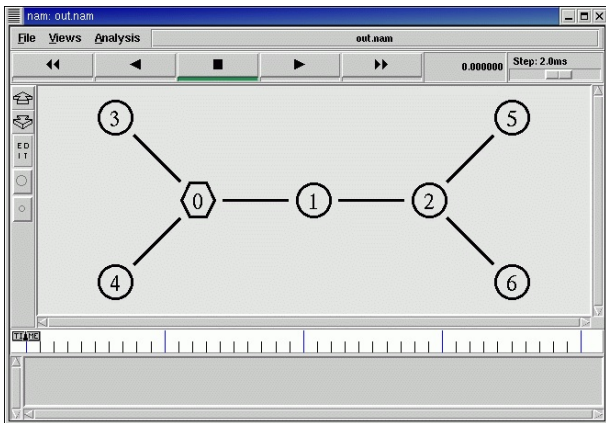 nam: out.nam
File Views Analysis out.nam
0.000000 Step: 2.0ms
ED
IT
3
5
0
1
2
4
6
TIME